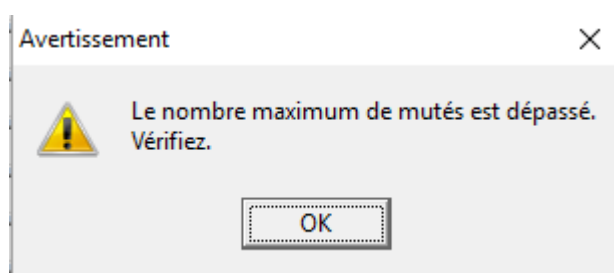 Avertissement
Le nombre maximum de mutés est dépassé.
Vérifiez.
OK